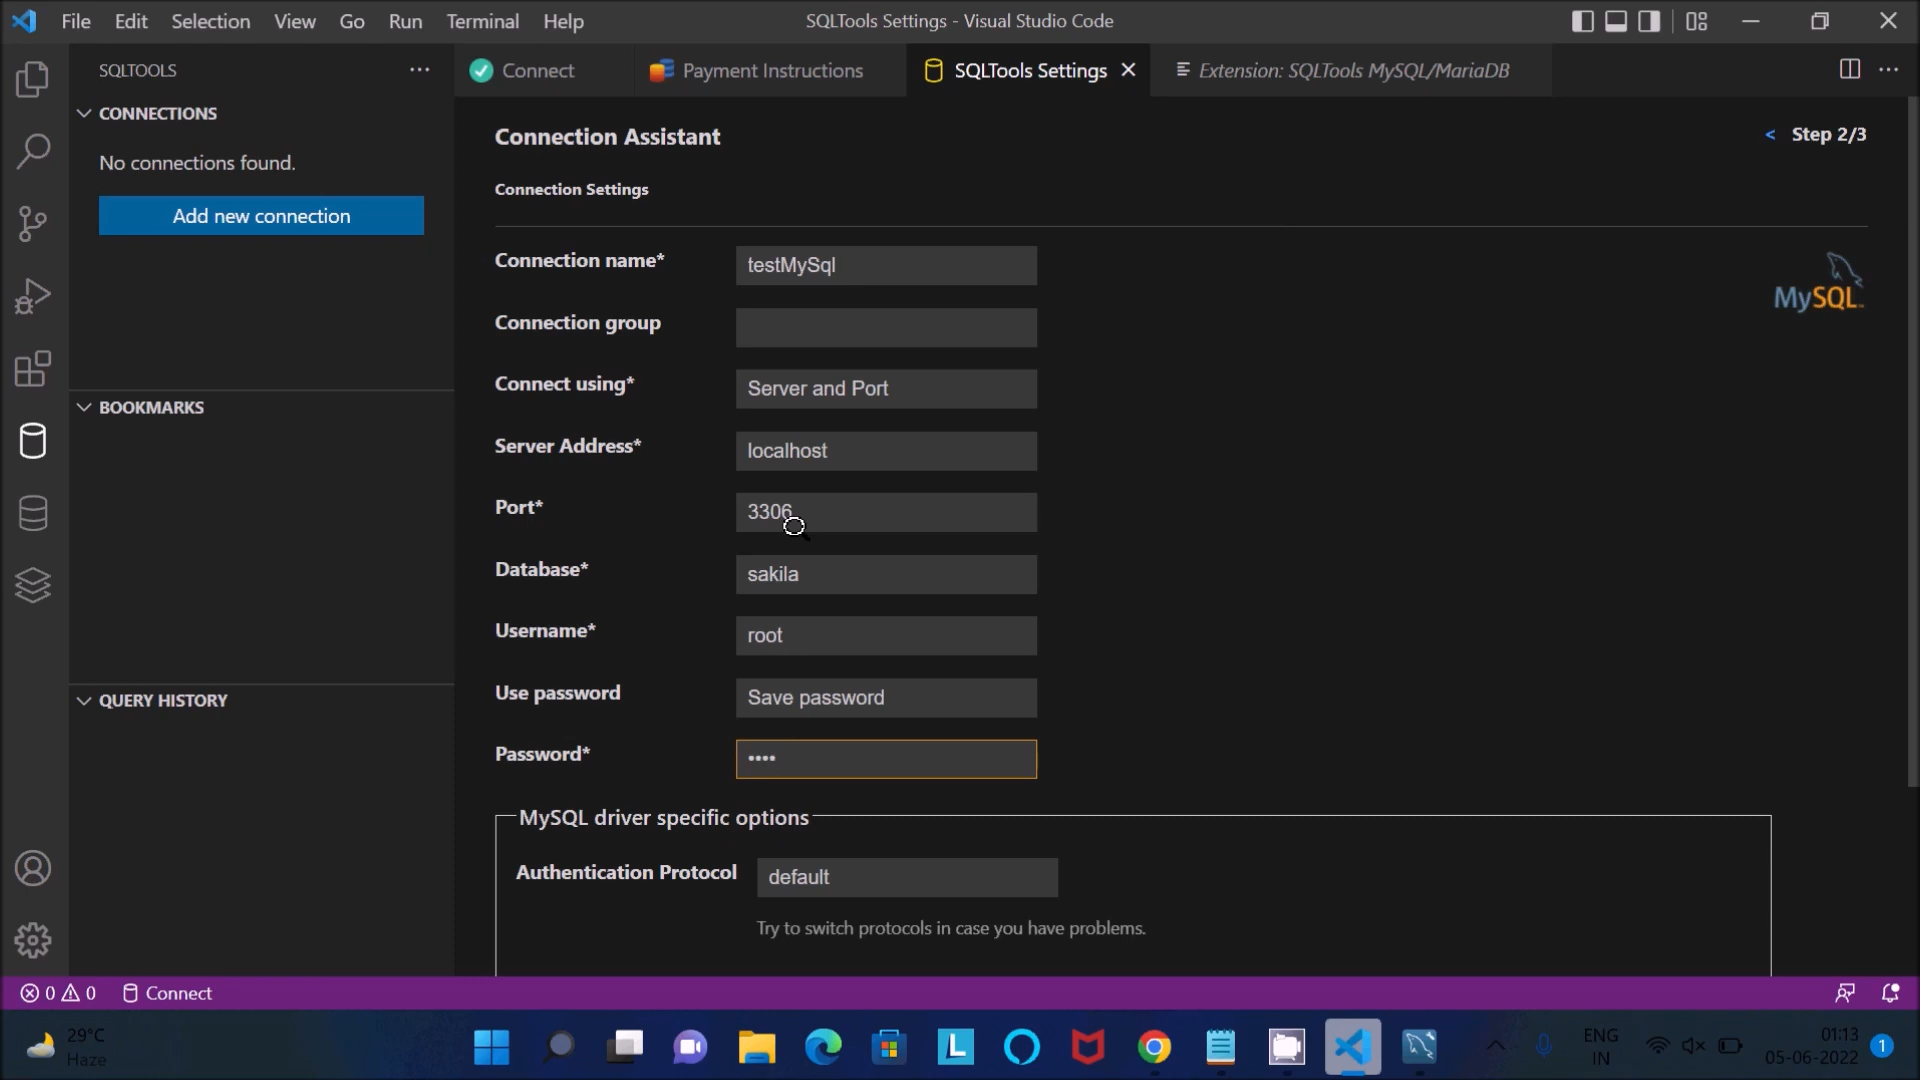 File Edit Selection View Go Run Terminal Help
SQLTools Settings - Visual Studio Code
SQLTOOLS
Connect
Payment Instructions
SQLTools Settings
Extension: SQLTools MySQL/MariaDB
CONNECTIONS
No connections found.
Add new connection
BOOKMARKS
QUERY HISTORY
Connection Assistant
< Step 2/3
Connection Settings
MySQL
Connection name* testMySql
Connection group
Connect using* Server and Port
Server Address* localhost
Port* 3306
Database* sakila
Username* root
Use password Save password
Password* ••••
MySQL driver specific options
Authentication Protocol default
Try to switch protocols in case you have problems.
0 0 Connect
29°C
Haze
L
ENG
IN
01:13
05-06-2022
1